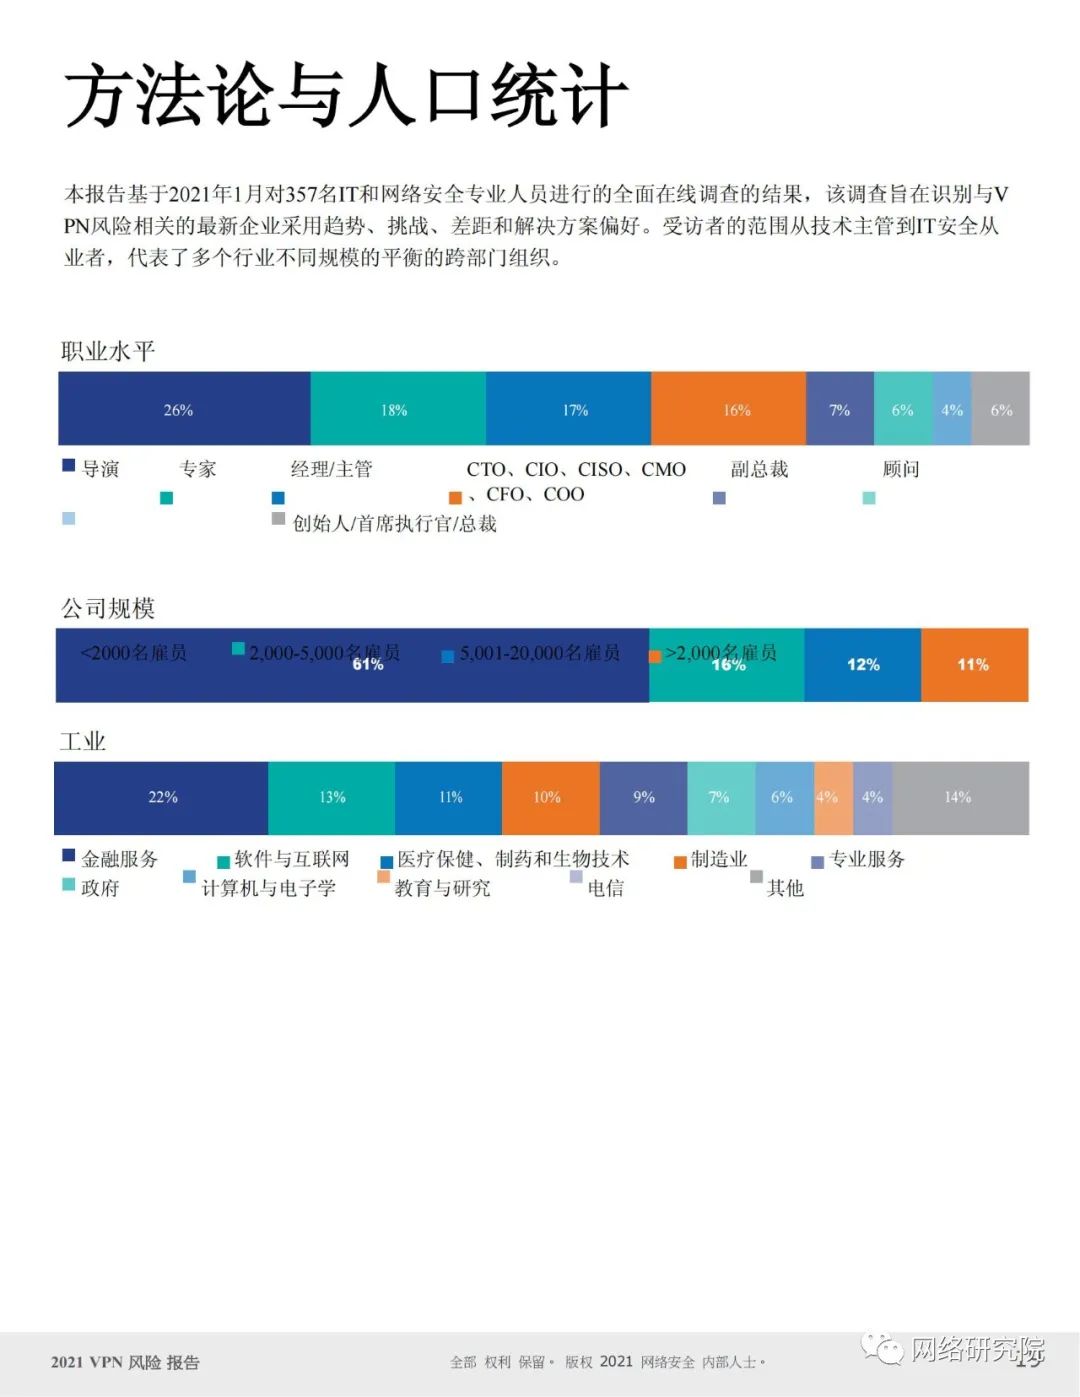 方法论与人口统计
本报告基于2021年1月对357名IT和网络安全专业人员进行的全面在线调查的结果，该调查旨在识别与V
PN风险相关的最新企业采用趋势、挑战、差距和解决方案偏好。受访者的范围从技术主管到IT安全从
业者，代表了多个行业不同规模的平衡的跨部门组织。
职业水平
26% 18% 17% 16% 7% 6% 4% 6%
导演 专家 经理/主管 CTO、CIO、CISO、CMO 副总裁 顾问
、CFO、COO
创始人/首席执行官/总裁
公司规模
<2000名雇员 2,000-5,000名雇员 5,001-20,000名雇员 >2,000名雇员
61% 16% 12% 11%
工业
22% 13% 11% 10% 9% 7% 6% 4% 4% 14%
金融服务 软件与互联网 医疗保健、制药和生物技术 制造业 专业服务
政府 计算机与电子学 教育与研究 电信 其他
2021 VPN 风险 报告 全部 权利 保留。 版权 2021 网络安全 内部人士。 19
网络研究院